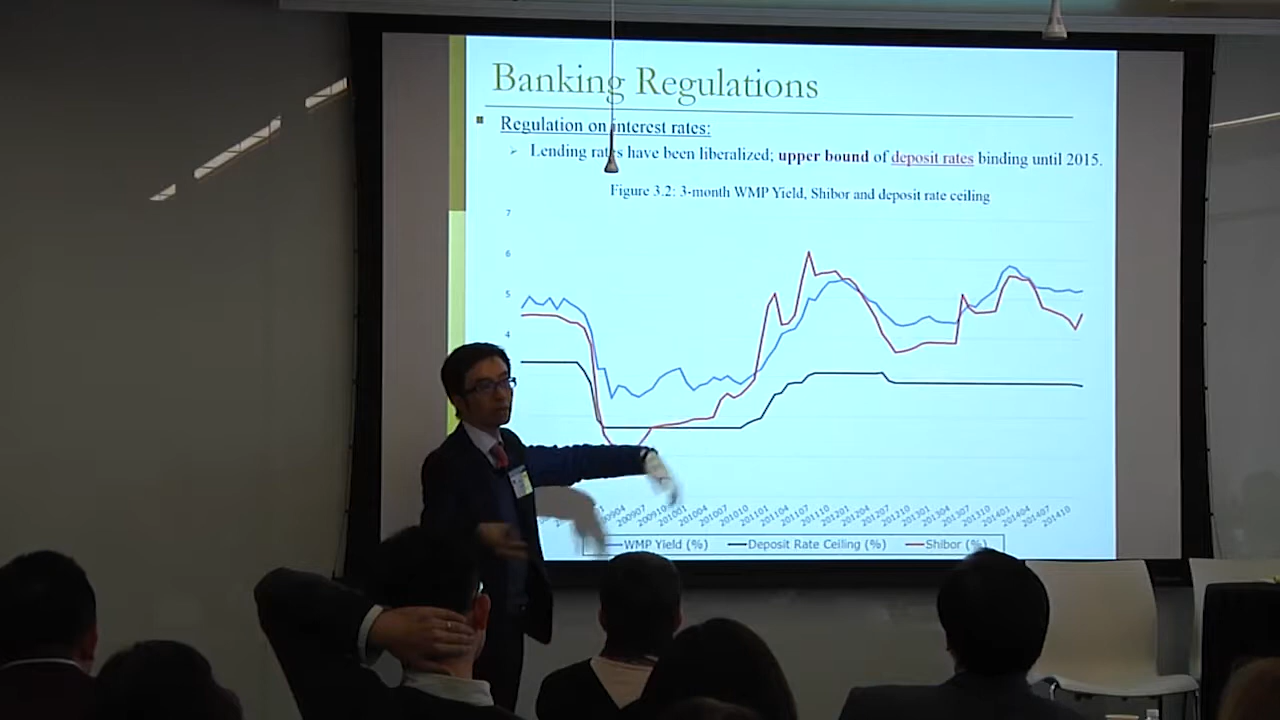 Banking Regulations
Regulation on interest rates:
Lending rates have been liberalized; upper bound of deposit rates binding until 2015.
Figure 3.2: 3-month WMP Yield, Shibor and deposit rate ceiling
7
6
5
4
200904 200907 200910 201001 201004 201007 201010 201101 201104 201107 201110 201201 201204 201207 201210 201301 201304 201307 201310 201401 201404 201407 201410
WMP Yield (%) Deposit Rate Ceiling (%) Shibor (%)